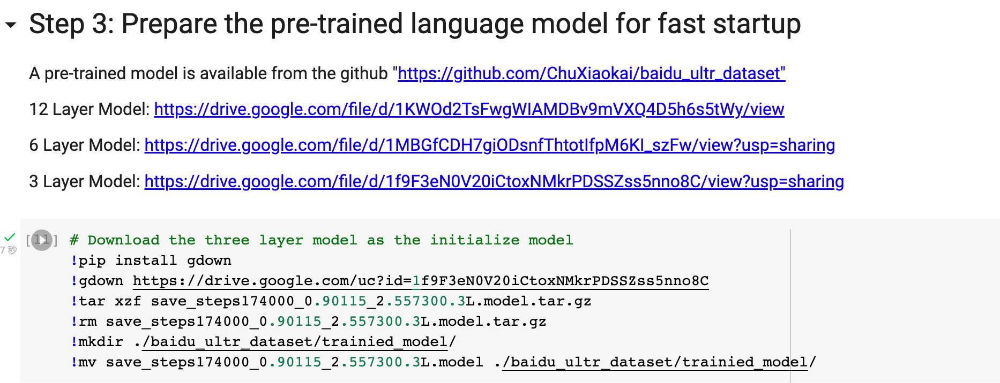 Step 3: Prepare the pre-trained language model for fast startup
A pre-trained model is available from the github "https://github.com/ChuXiaokai/baidu_ultr_dataset"
12 Layer Model: https://drive.google.com/file/d/1KWOd2TsFwgWIAMDBv9mVXQ4D5h6s5tWy/view
6 Layer Model: https://drive.google.com/file/d/1MBGfCDH7giODsnfThtotIfpM6KI_szFw/view?usp=sharing
3 Layer Model: https://drive.google.com/file/d/1f9F3eN0V20iCtoxNMkrPDSSZss5nno8C/view?usp=sharing
[11] # Download the three layer model as the initialize model
7 秒
!pip install gdown
!gdown https://drive.google.com/uc?id=1f9F3eN0V20iCtoxNMkrPDSSZss5nno8C
!tar xzf save_steps174000_0.90115_2.557300.3L.model.tar.gz
!rm save_steps174000_0.90115_2.557300.3L.model.tar.gz
!mkdir ./baidu_ultr_dataset/trainied_model/
!mv save_steps174000_0.90115_2.557300.3L.model ./baidu_ultr_dataset/trainied_model/